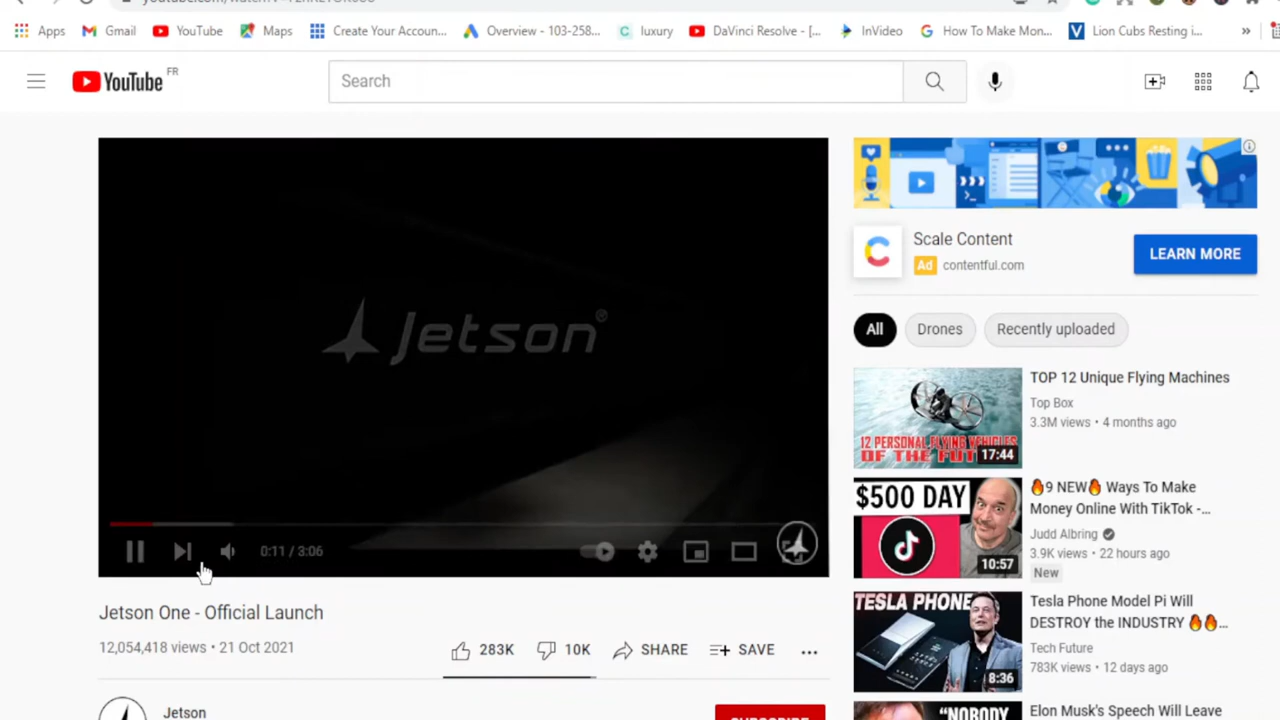 Apps Gmail YouTube Maps Create Your Accoun... Overview - 103-258... luxury DaVinci Resolve - [... InVideo How To Make Mon... Lion Cubs Resting i... »
YouTube FR
Search
Jetson®
0:11 / 3:06
Jetson One - Official Launch
12,054,418 views • 21 Oct 2021
283K 10K SHARE SAVE ...
Jetson
Scale Content
Ad contentful.com
LEARN MORE
All Drones Recently uploaded
12 PERSONAL FLYING VEHICLES
OF THE FUT
17:44
TOP 12 Unique Flying Machines
Top Box
3.3M views • 4 months ago
$500 DAY
10:57
🔥9 NEW🔥 Ways To Make
Money Online With TikTok -...
Judd Albring
3.9K views • 22 hours ago
New
TESLA PHONE
8:36
Tesla Phone Model Pi Will
DESTROY the INDUSTRY 🔥🔥...
Tech Future
783K views • 12 days ago
"NOBODY
Elon Musk's Speech Will Leave